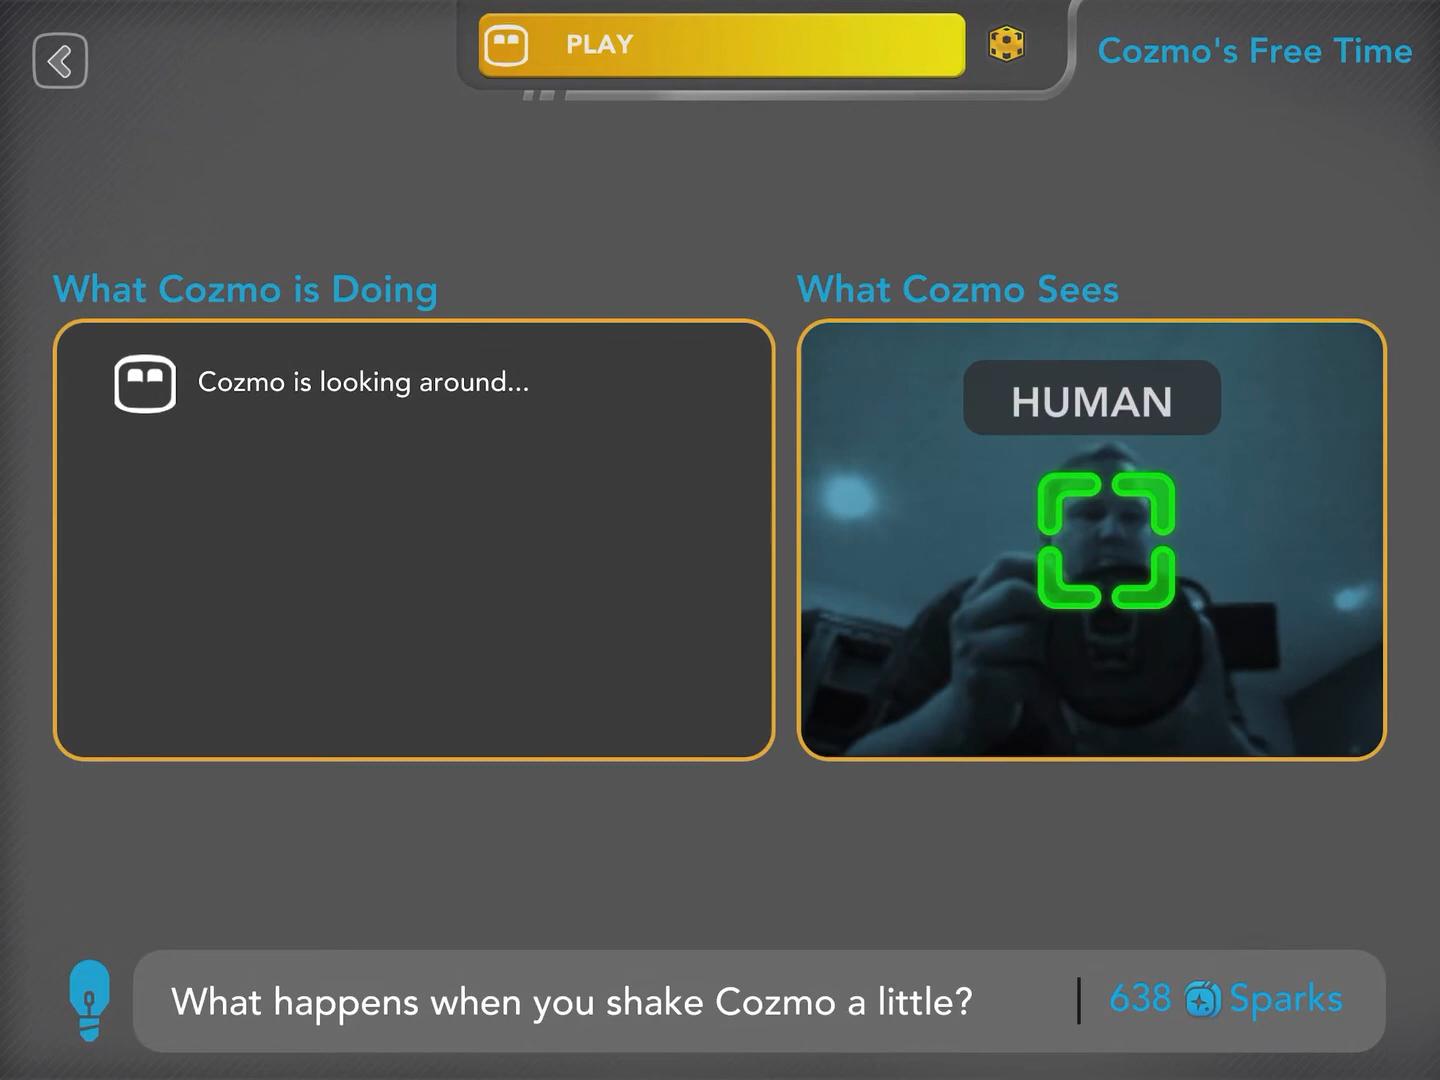 PLAY
Cozmo's Free Time
What Cozmo is Doing
What Cozmo Sees
Cozmo is looking around...
HUMAN
What happens when you shake Cozmo a little?
638 Sparks